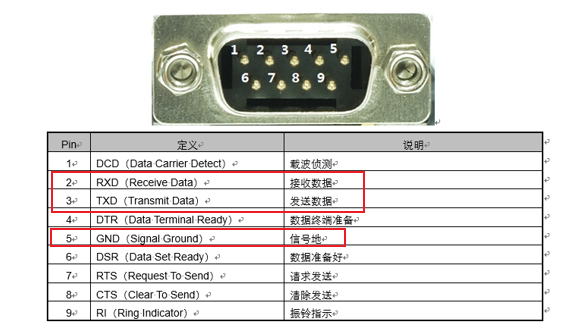 1 2 3 4 5
6 7 8 9
Pin 定义 说明
1 DCD（Data Carrier Detect） 载波侦测
2 RXD（Receive Data） 接收数据
3 TXD（Transmit Data） 发送数据
4 DTR（Data Terminal Ready） 数据终端准备
5 GND（Signal Ground） 信号地
6 DSR（Data Set Ready） 数据准备好
7 RTS（Request To Send） 请求发送
8 CTS（Clear To Send） 清除发送
9 RI（Ring Indicator） 振铃指示